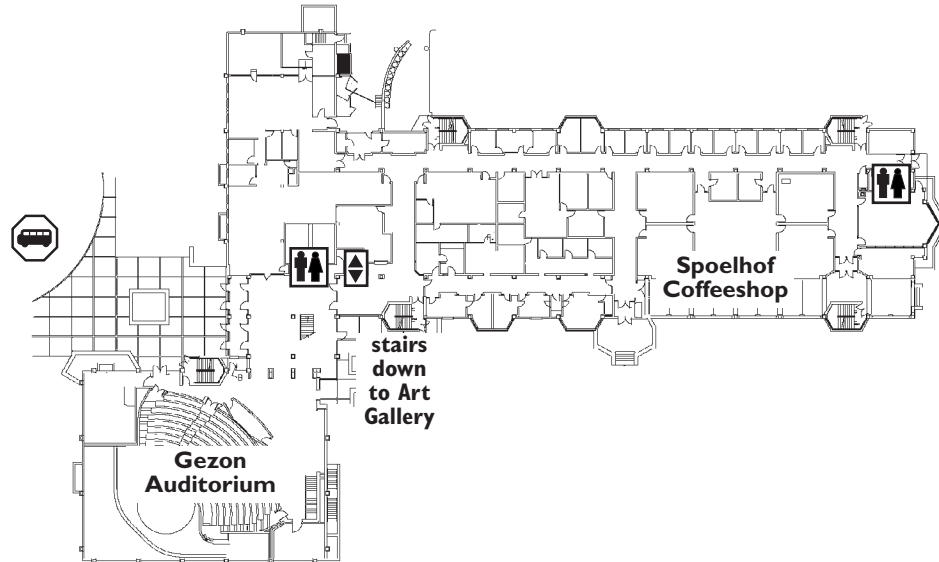 Spoelhof
Coffeeshop
stairs
down
to Art
Gallery
Gezon
Auditorium